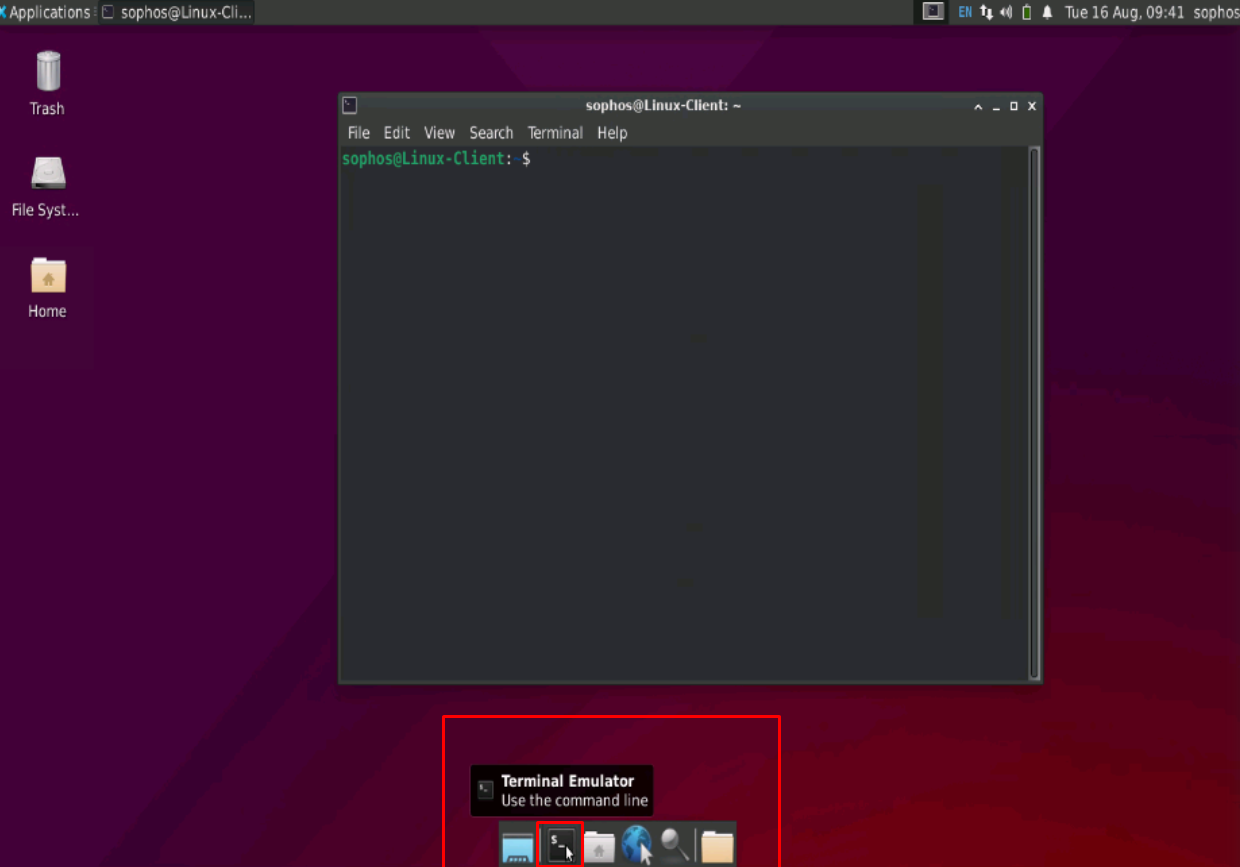 Applications
sophos@Linux-Cli...
EN
Tue 16 Aug, 09:41
sophos
Trash
File Syst...
Home
sophos@Linux-Client: ~
File Edit View Search Terminal Help
sophos@Linux-Client:~$
Terminal Emulator
Use the command line
$_